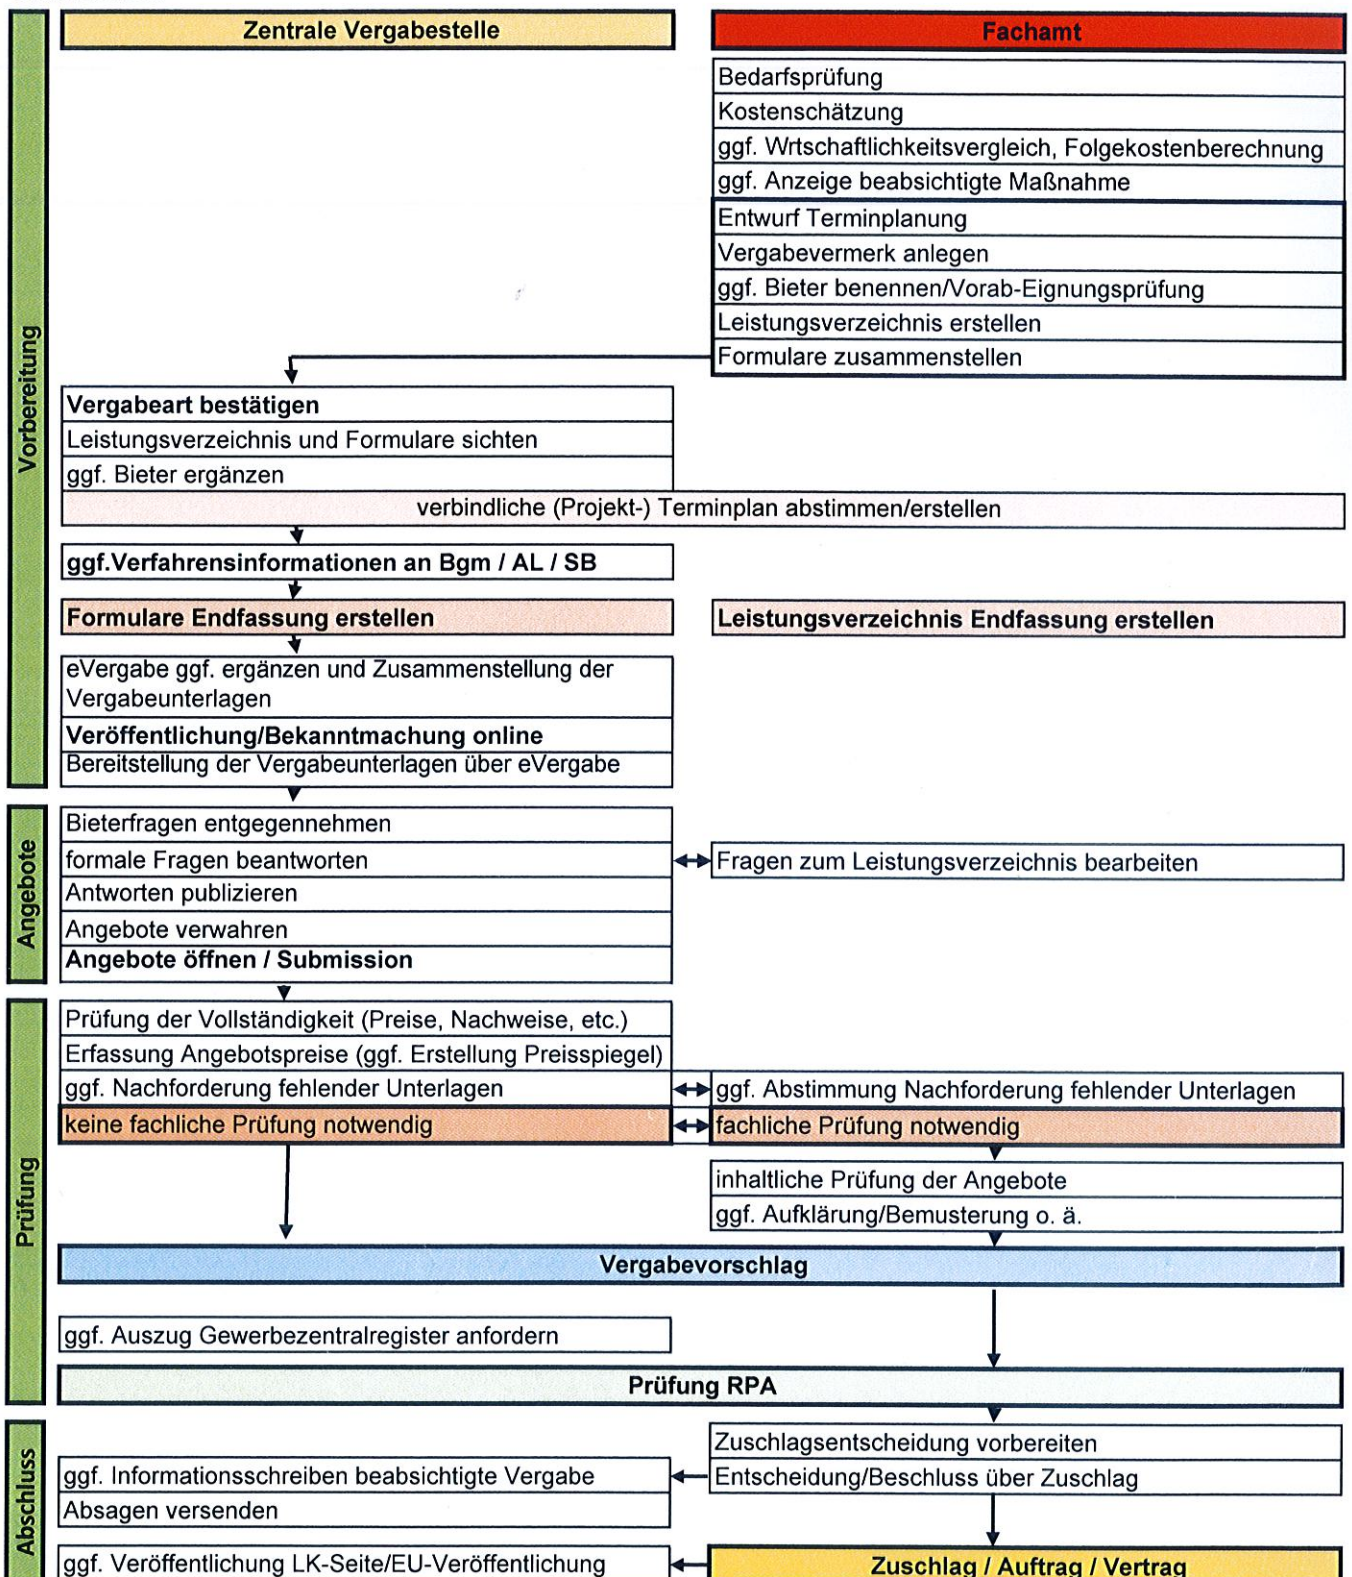 Zentrale Vergabestelle
Fachamt
Vorbereitung
Bedarfsprüfung
Kostenschätzung
ggf. Wrtschaftlichkeitsvergleich, Folgekostenberechnung
ggf. Anzeige beabsichtigte Maßnahme
Entwurf Terminplanung
Vergabevermerk anlegen
ggf. Bieter benennen/Vorab-Eignungsprüfung
Leistungsverzeichnis erstellen
Formulare zusammenstellen
Vergabeart bestätigen
Leistungsverzeichnis und Formulare sichten
ggf. Bieter ergänzen
verbindliche (Projekt-) Terminplan abstimmen/erstellen
ggf.Verfahrensinformationen an Bgm / AL / SB
Formulare Endfassung erstellen
Leistungsverzeichnis Endfassung erstellen
eVergabe ggf. ergänzen und Zusammenstellung der
Vergabeunterlagen
Veröffentlichung/Bekanntmachung online
Bereitstellung der Vergabeunterlagen über eVergabe
Angebote
Bieterfragen entgegennehmen
formale Fragen beantworten
Fragen zum Leistungsverzeichnis bearbeiten
Antworten publizieren
Angebote verwahren
Angebote öffnen / Submission
Prüfung
Prüfung der Vollständigkeit (Preise, Nachweise, etc.)
Erfassung Angebotspreise (ggf. Erstellung Preisspiegel)
ggf. Nachforderung fehlender Unterlagen
ggf. Abstimmung Nachforderung fehlender Unterlagen
keine fachliche Prüfung notwendig
fachliche Prüfung notwendig
inhaltliche Prüfung der Angebote
ggf. Aufklärung/Bemusterung o. ä.
Vergabevorschlag
ggf. Auszug Gewerbezentralregister anfordern
Prüfung RPA
Abschluss
Zuschlagsentscheidung vorbereiten
ggf. Informationsschreiben beabsichtigte Vergabe
Entscheidung/Beschluss über Zuschlag
Absagen versenden
ggf. Veröffentlichung LK-Seite/EU-Veröffentlichung
Zuschlag / Auftrag / Vertrag